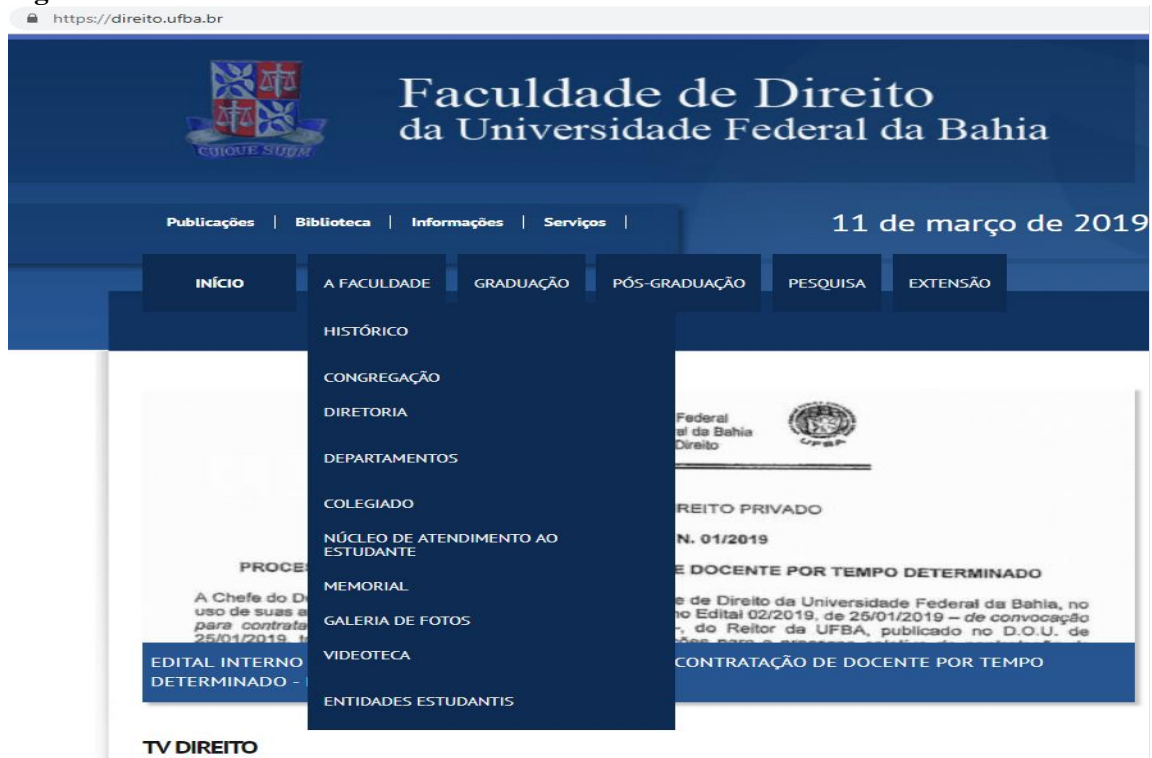 https://direito.ufba.br
Faculdade de Direito
da Universidade Federal da Bahia
CUIQUE SUUM
Publicações | Biblioteca | Informações | Serviços |
11 de março de 2019
INÍCIO A FACULDADE GRADUAÇÃO PÓS-GRADUAÇÃO PESQUISA EXTENSÃO
HISTÓRICO
CONGREGAÇÃO
DIRETORIA
DEPARTAMENTOS
COLEGIADO
NÚCLEO DE ATENDIMENTO AO
ESTUDANTE
MEMORIAL
GALERIA DE FOTOS
VIDEOTECA
ENTIDADES ESTUDANTIS
Federal
al da Bahia
Direito
UFBA
REITO PRIVADO
N. 01/2019
PROCE E DOCENTE POR TEMPO DETERMINADO
A Chefe do D e de Direito da Universidade Federal da Bahia, no
uso de suas a no Edital 02/2019, de 25/01/2019 – de convocação
para contrata -, do Reitor da UFBA, publicado no D.O.U. de
25/01/2019, t
EDITAL INTERNO CONTRATAÇÃO DE DOCENTE POR TEMPO
DETERMINADO -
TV DIREITO